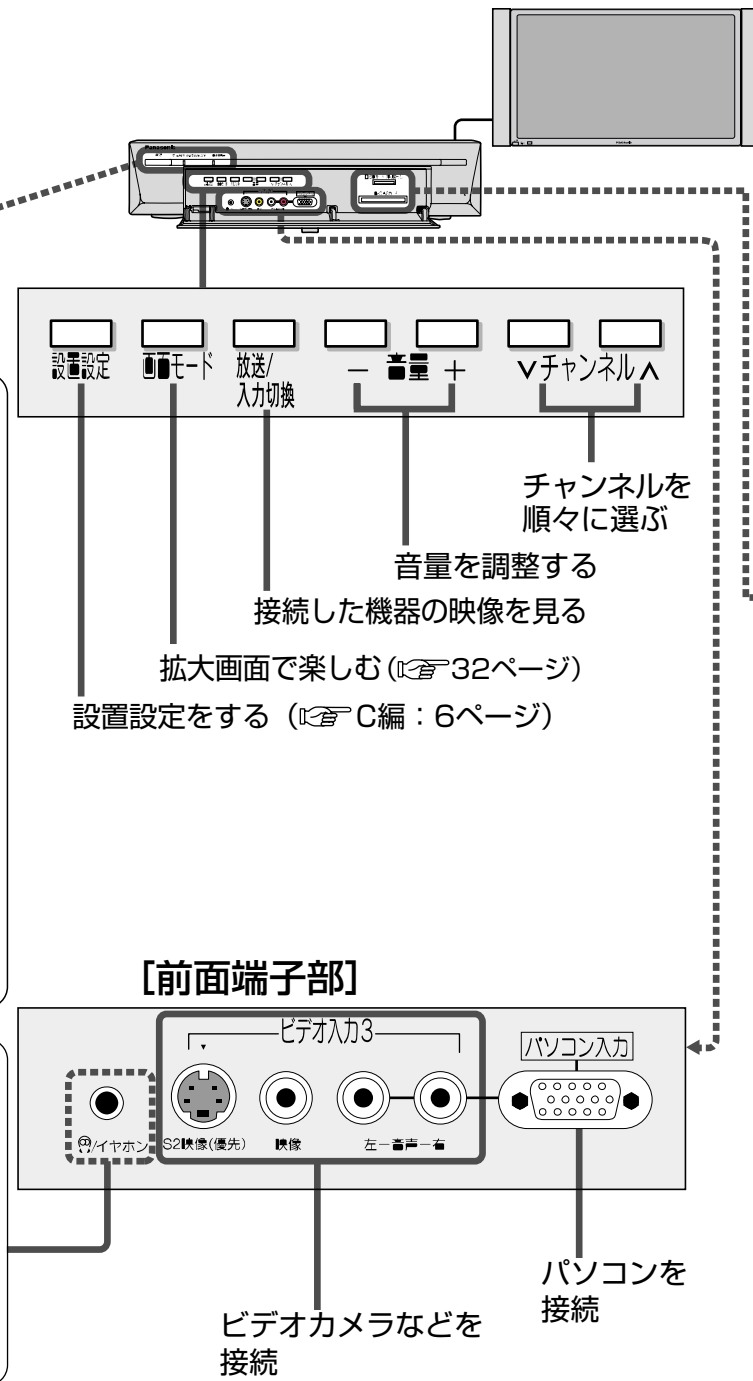 Panasonic
設置設定
画面モード
放送/
入力切換
－ 音量 ＋
∨チャンネル∧
チャンネルを
順々に選ぶ
音量を調整する
接続した機器の映像を見る
拡大画面で楽しむ(☞32ページ)
設置設定をする (☞C編：6ページ)
[前面端子部]
ビデオ入力3
パソコン入力
/イヤホン
S2映像(優先)
映像
左－音声－右
パソコンを
接続
ビデオカメラなどを
接続